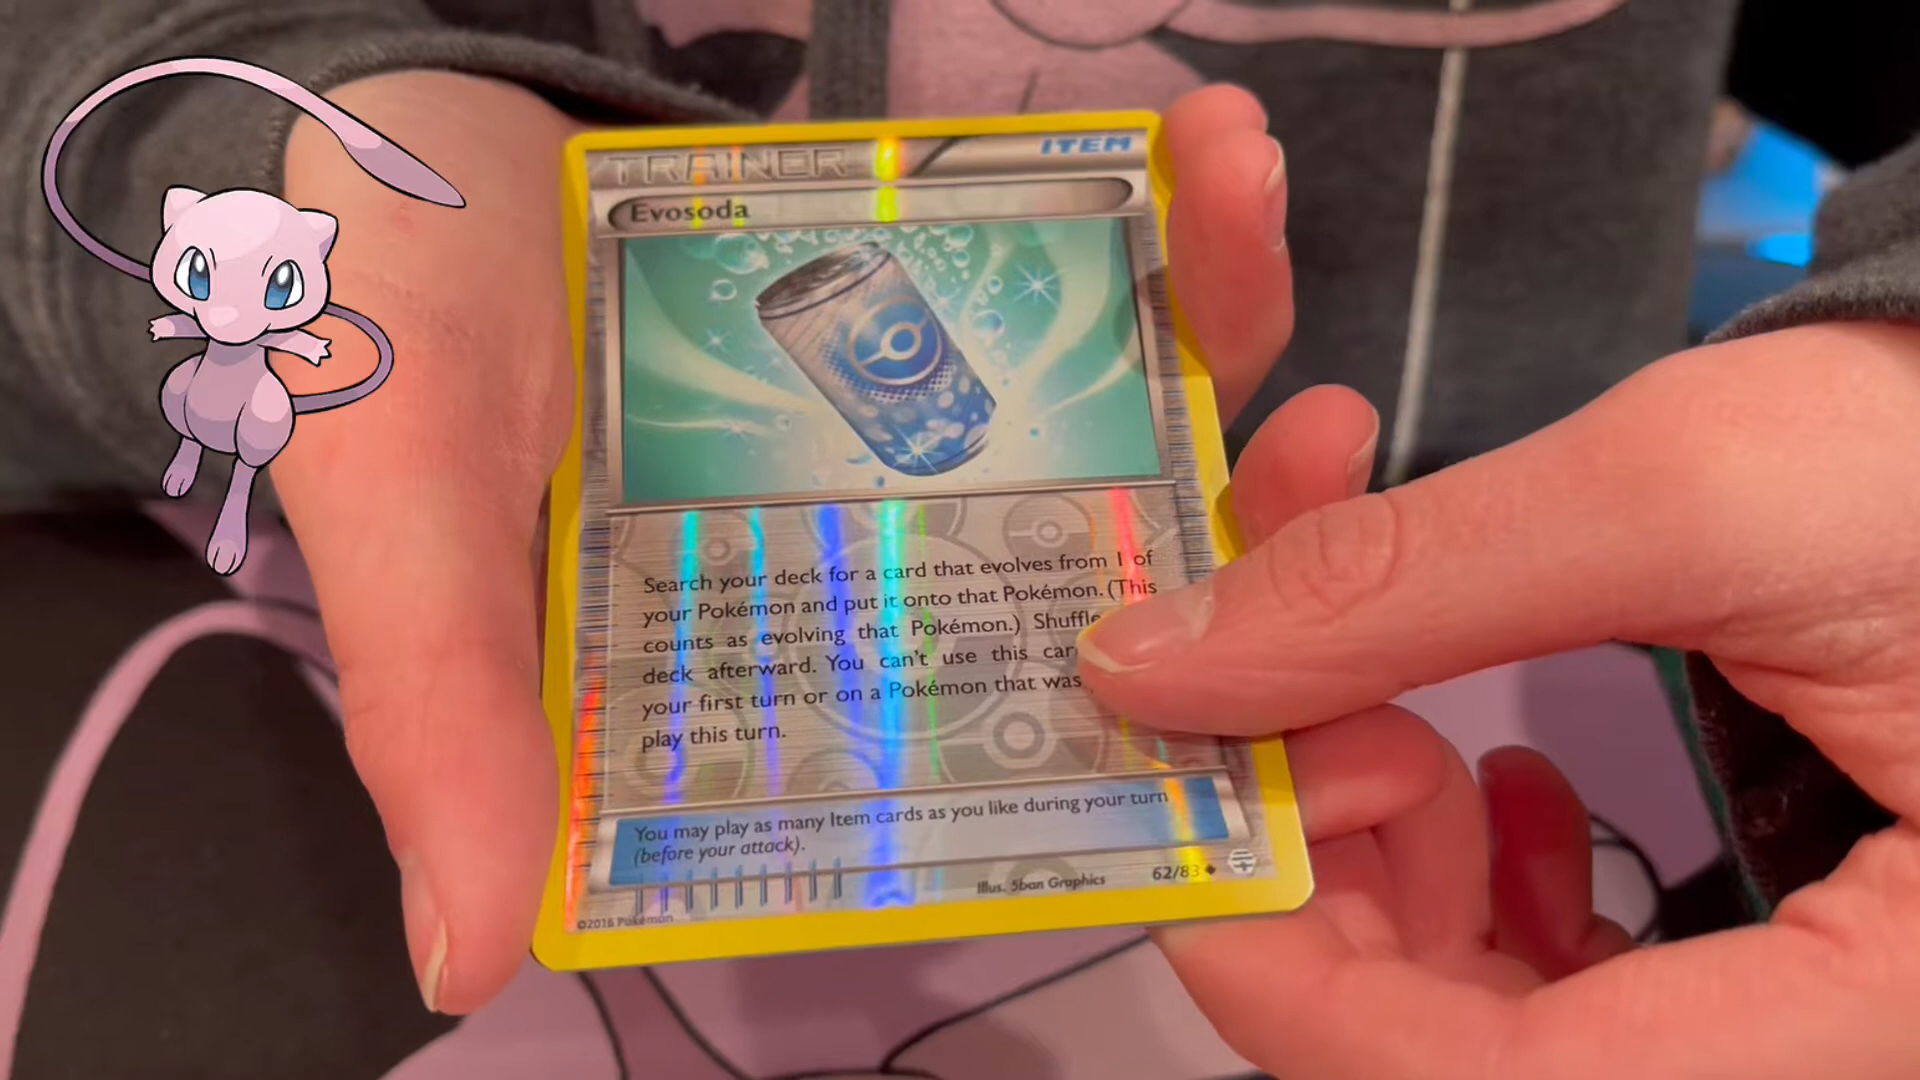 TRAINER
ITEM
Evosoda
Search your deck for a card that evolves from 1 of
your Pokémon and put it onto that Pokémon. (This
counts as evolving that Pokémon.) Shuffle
deck afterward. You can't use this car
your first turn or on a Pokémon that was
play this turn.
You may play as many Item cards as you like during your turn
(before your attack).
Illus. 5ban Graphics
62/83
©2016 Pokémon